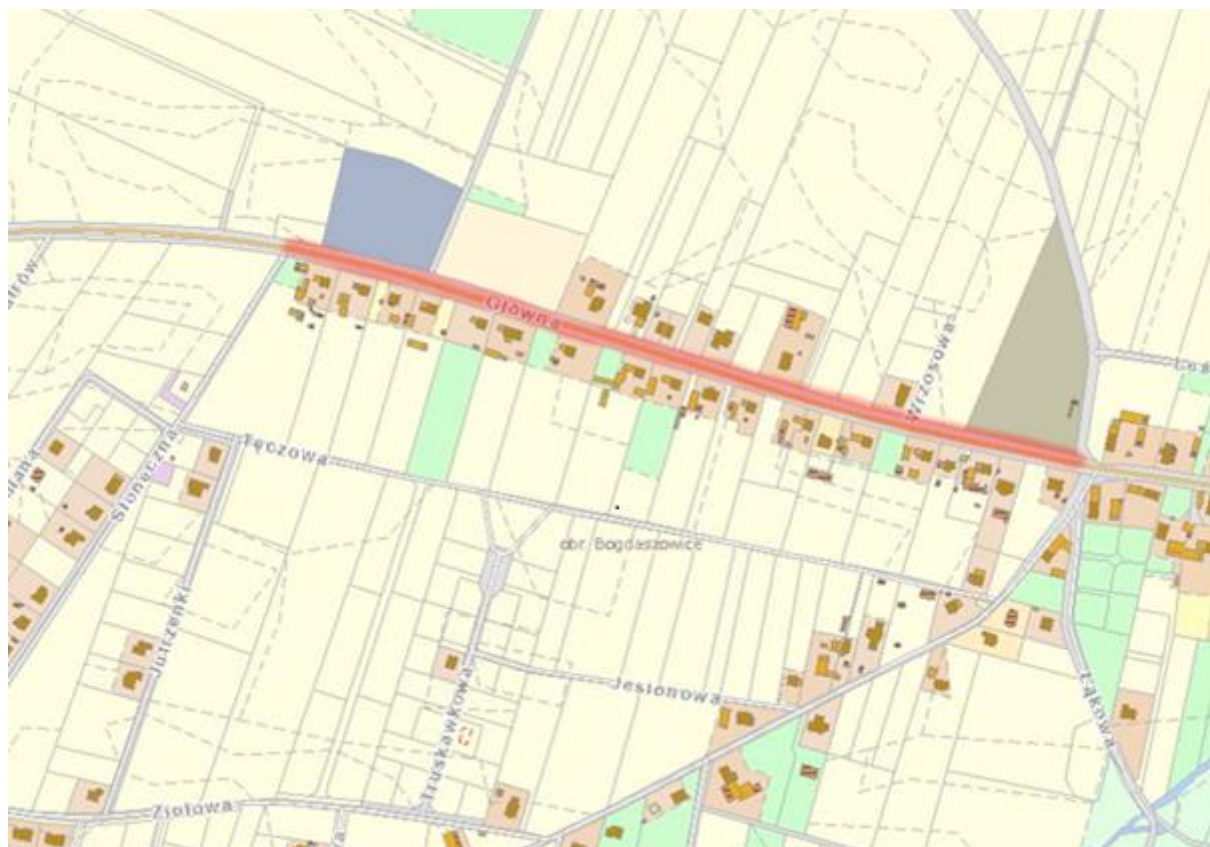 Główna
Wrzosowa
Tęczowa
Słoneczna
obr. Bogdaszowice
Jutrzenki
Truskawkowa
Jesionowa
Łąkowa
Ziołowa